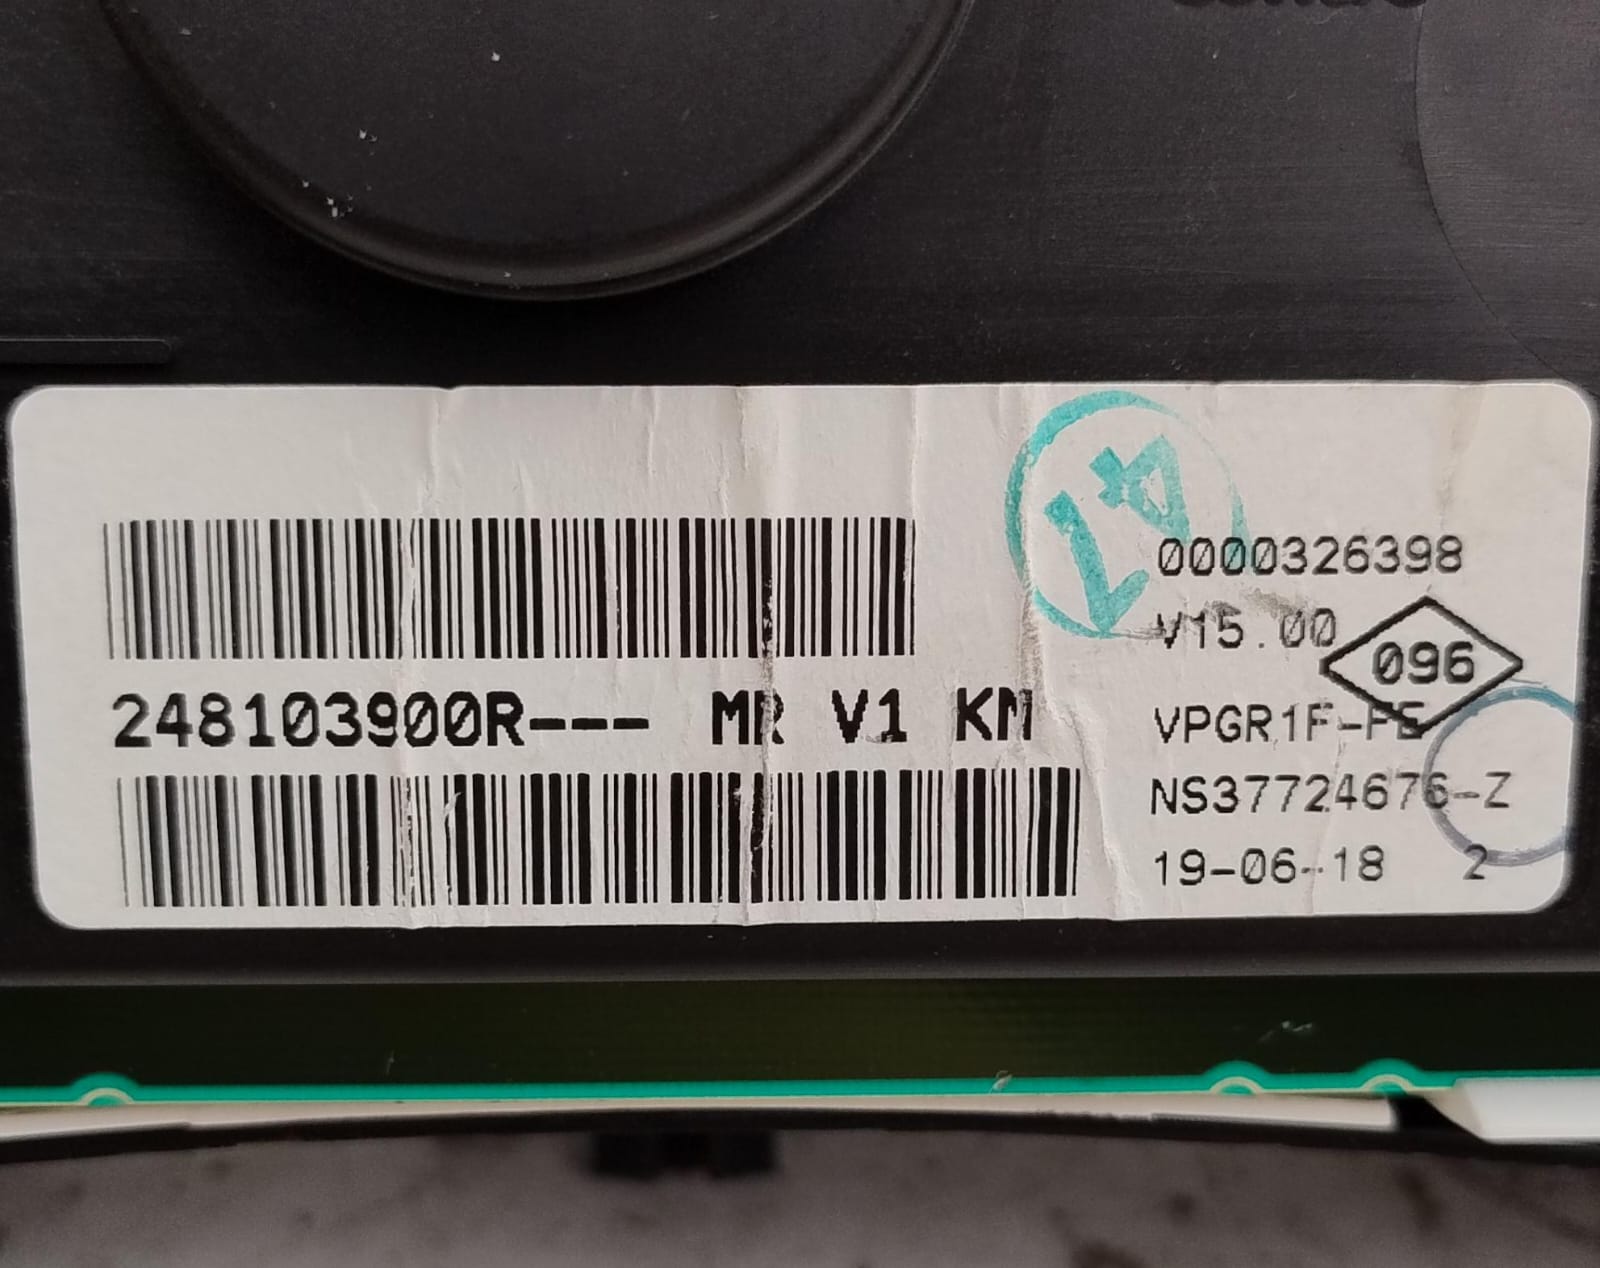 248103900R--- MR V1 KM
0000326398
V15.00
096
VPGR1F-FE
NS37724676-Z
19-06-18 2